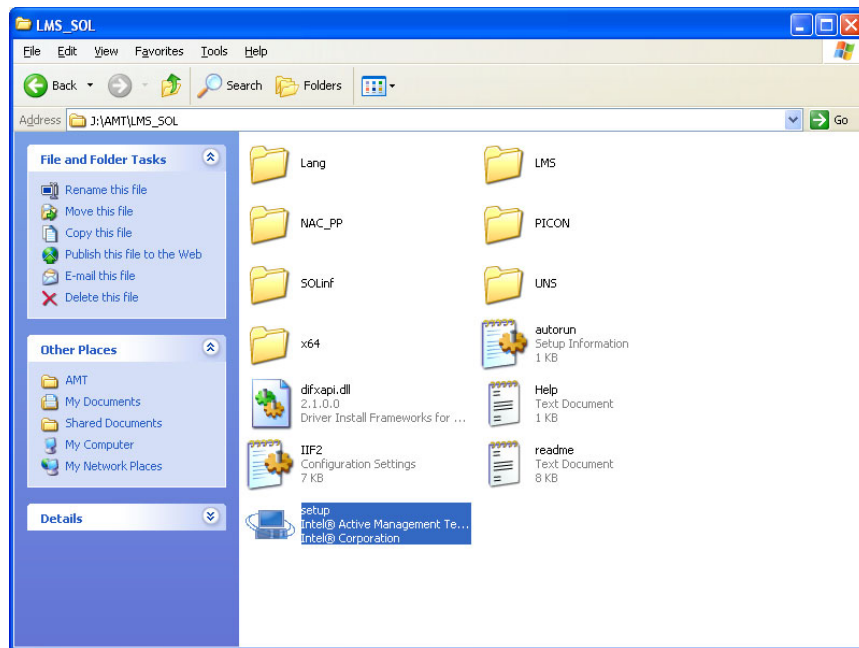 LMS_SOL
File Edit View Favorites Tools Help
Back Search Folders
Address J:\AMT\LMS_SOL Go
File and Folder Tasks
Rename this file
Move this file
Copy this file
Publish this file to the Web
E-mail this file
Delete this file
Other Places
AMT
My Documents
Shared Documents
My Computer
My Network Places
Details
Lang
LMS
NAC_PP
PICON
SOLinf
UNS
x64
autorun
Setup Information
1 KB
difxapi.dll
2.1.0.0
Driver Install Frameworks for ...
Help
Text Document
1 KB
IIF2
Configuration Settings
7 KB
readme
Text Document
8 KB
setup
Intel® Active Management Te...
Intel® Corporation